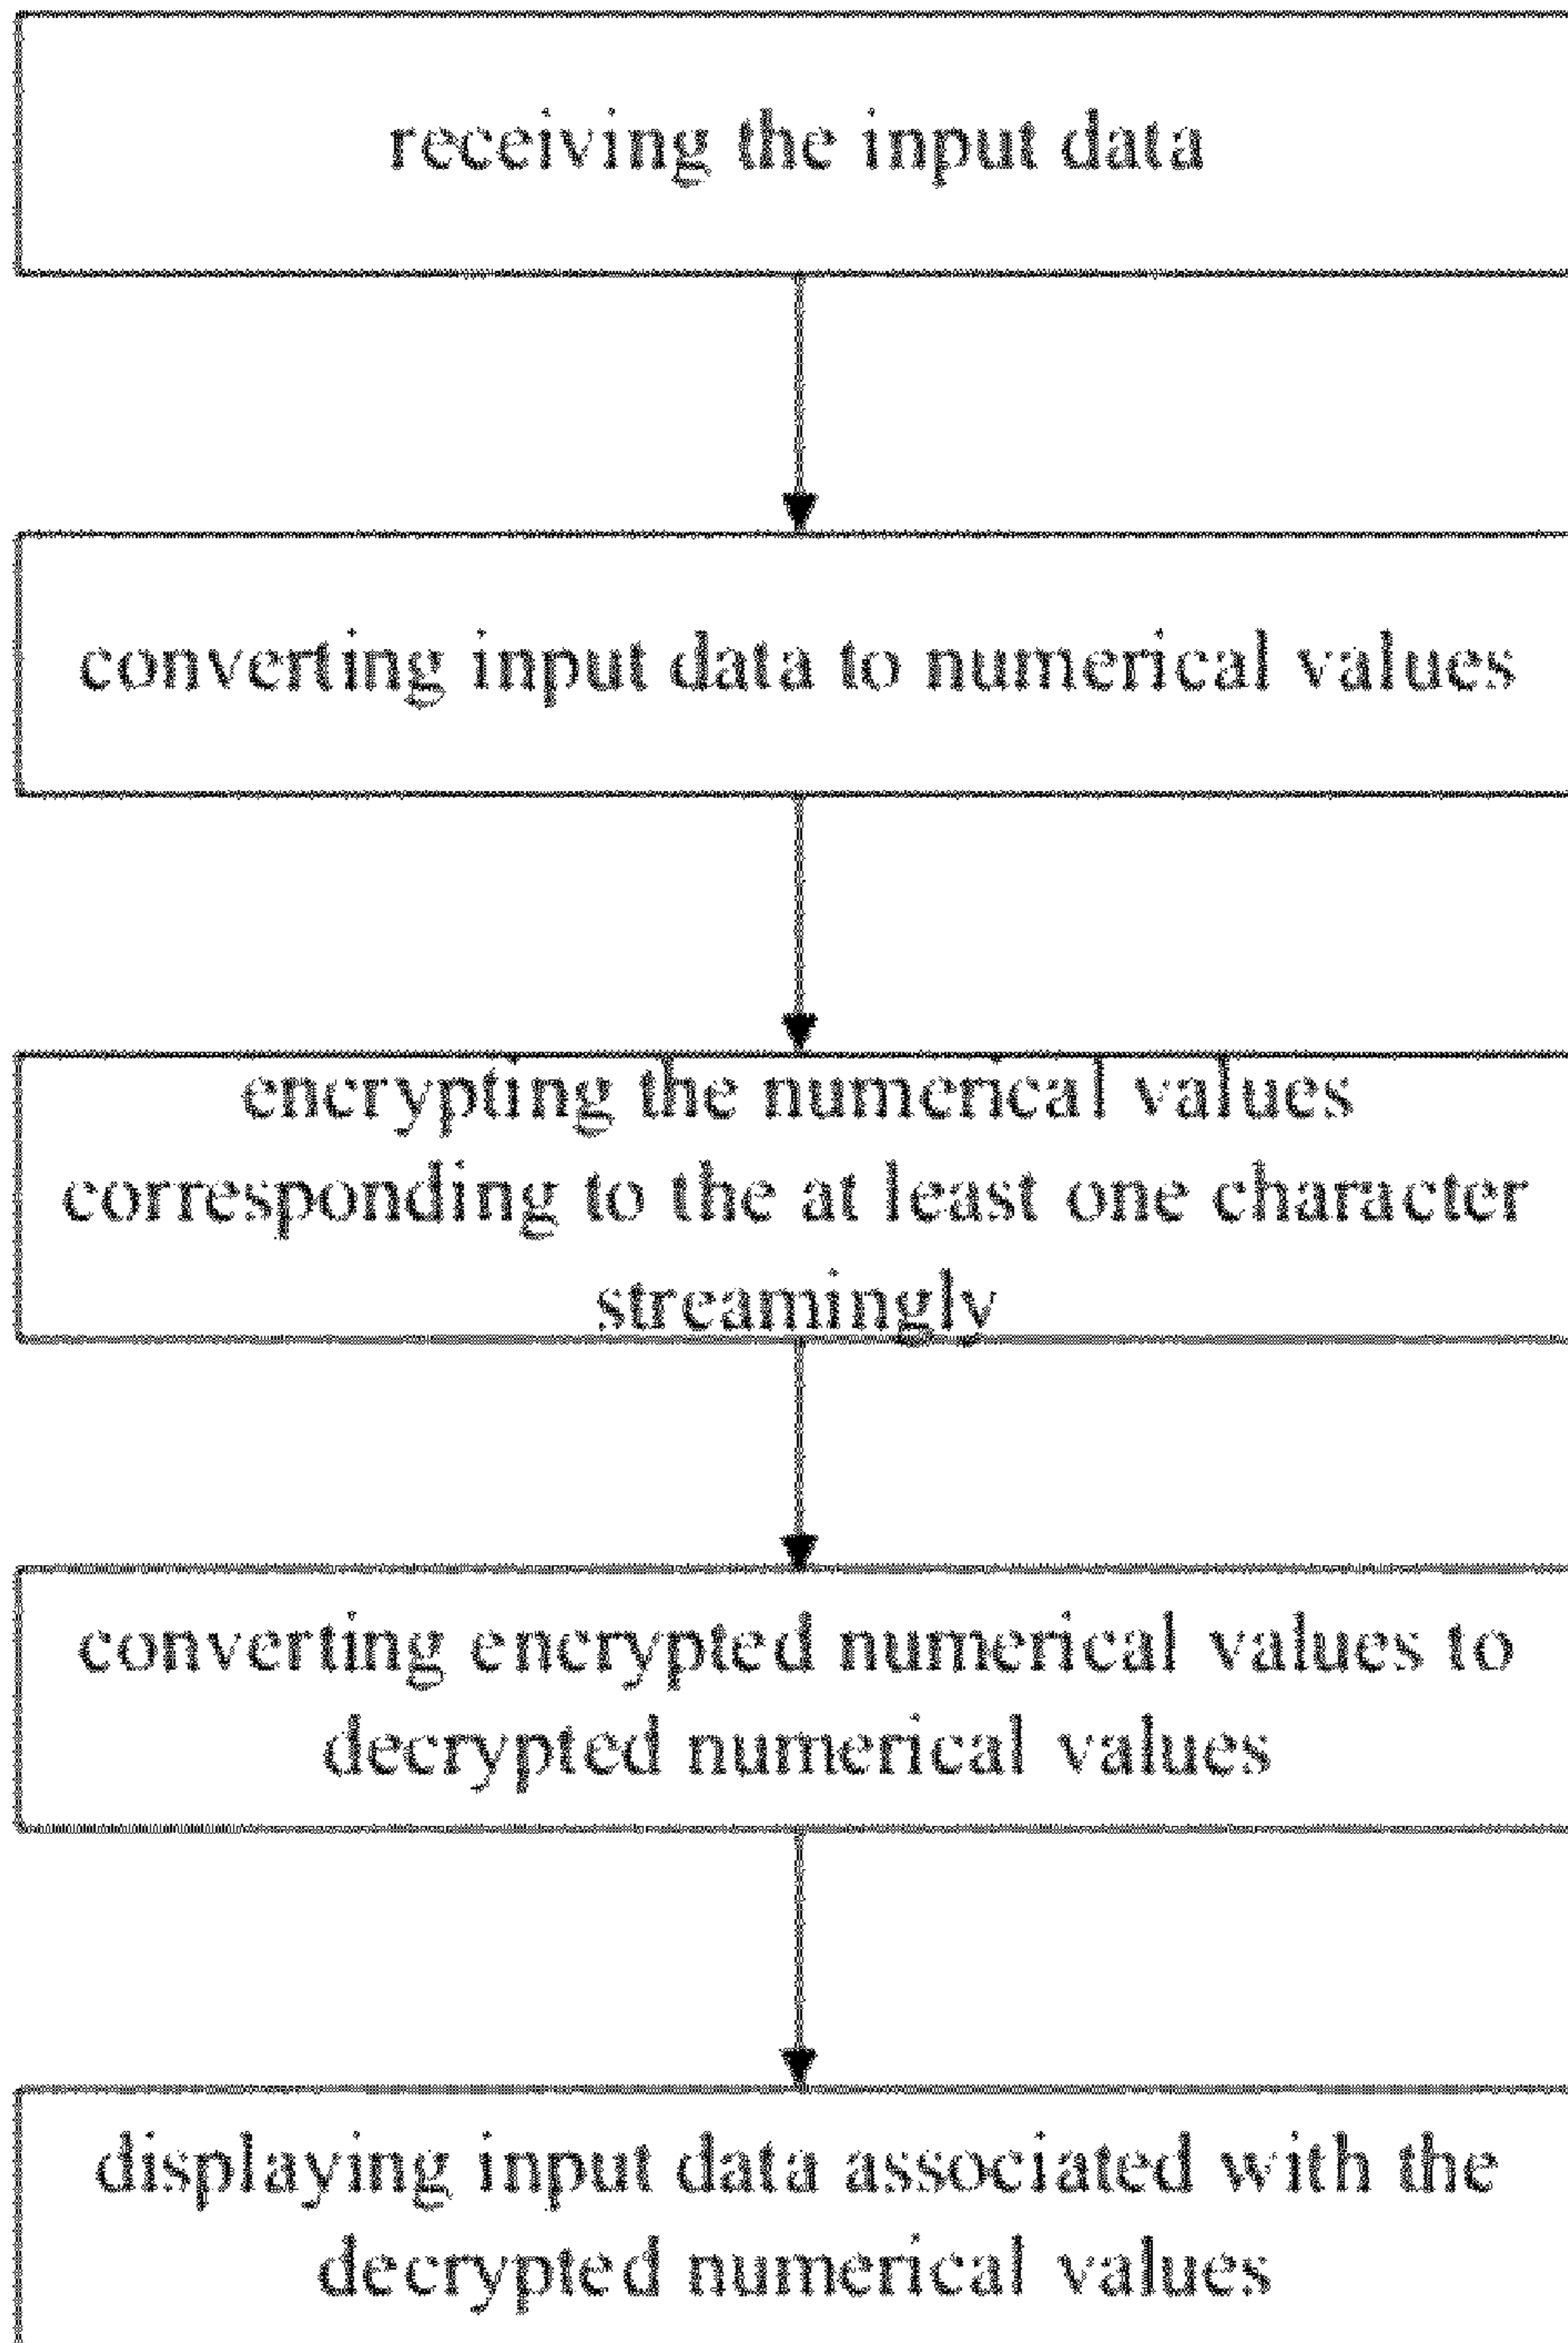 receiving the input data
converting input data to numerical values
encrypting the numerical values
corresponding to the at least one character
streamingly
converting encrypted numerical values to
decrypted numerical values
displaying input data associated with the
decrypted numerical values